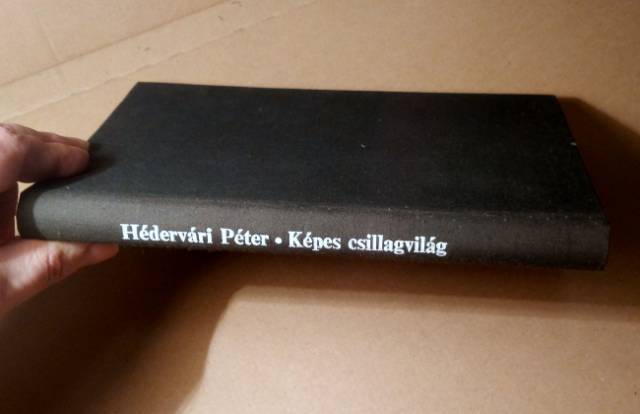 Hédervári Péter • Képes csillagvilág